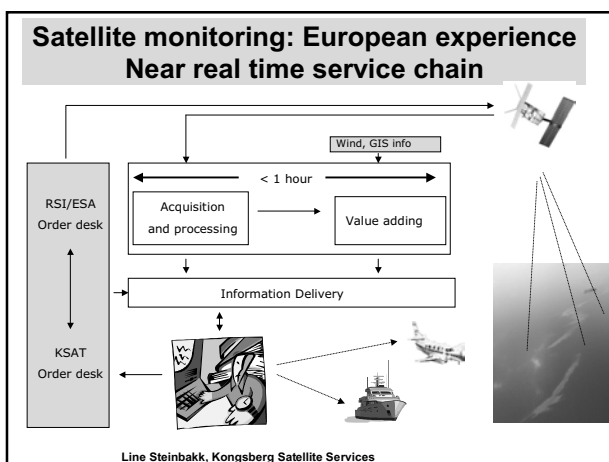 Satellite monitoring: European experience
Near real time service chain
Wind, GIS info
< 1 hour
RSI/ESA
Order desk
Acquisition
and processing
Value adding
Information Delivery
KSAT
Order desk
Line Steinbakk, Kongsberg Satellite Services